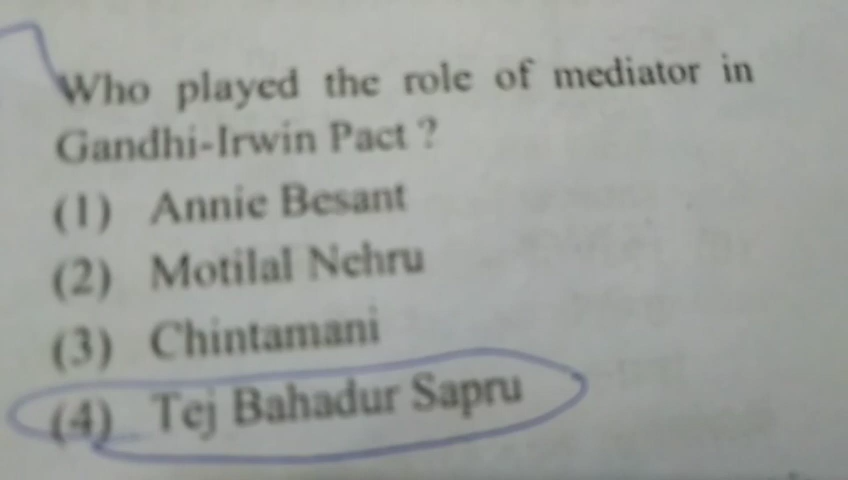 Who played the role of mediator in
Gandhi-Irwin Pact ?
(1) Annie Besant
(2) Motilal Nehru
(3) Chintamani
(4) Tej Bahadur Sapru